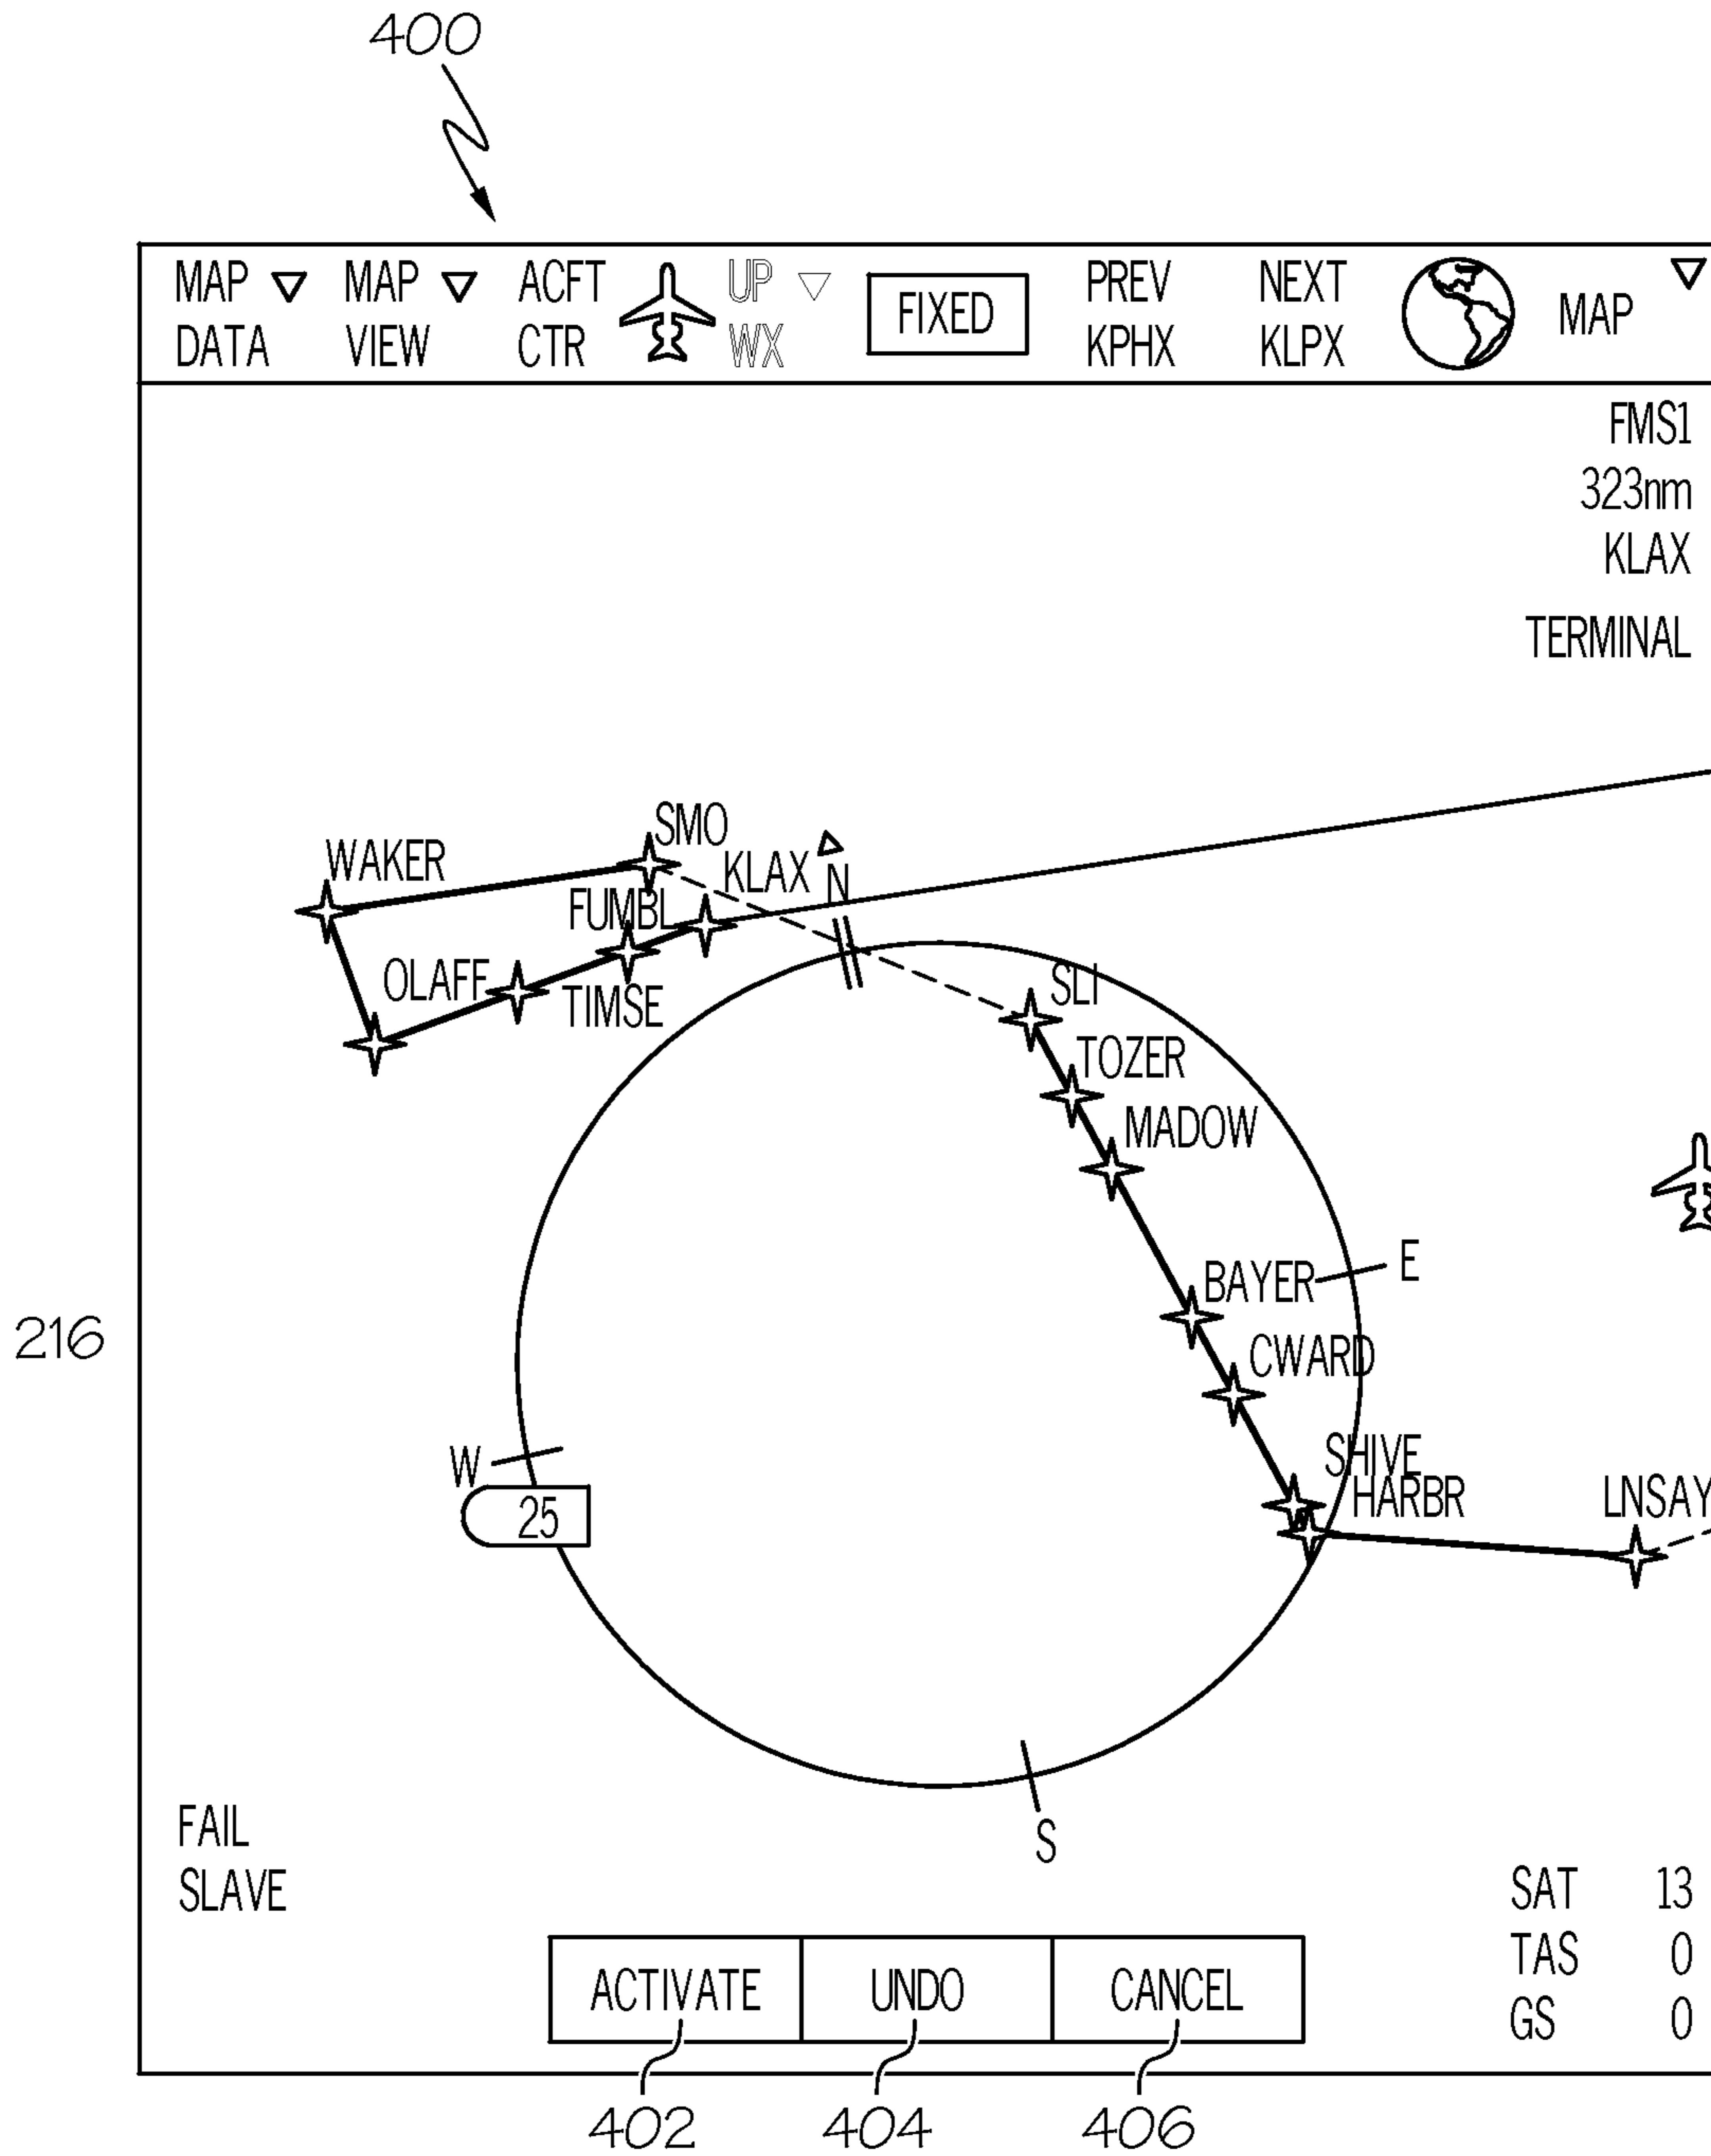 400
MAP DATA
MAP VIEW
ACFT CTR
UP WX
FIXED
PREV KPHX
NEXT KLPX
MAP
FMS1
323nm
KLAX
TERMINAL
SMO
WAKER
KLAX
N
FUMBL
OLAFF
TIMSE
SLI
TOZER
MADOW
BAYER
E
216
CWARD
W
SHIVE
25
HARBR
LNSAY
S
FAIL
SLAVE
SAT 13
TAS 0
GS 0
ACTIVATE
UNDO
CANCEL
402
404
406